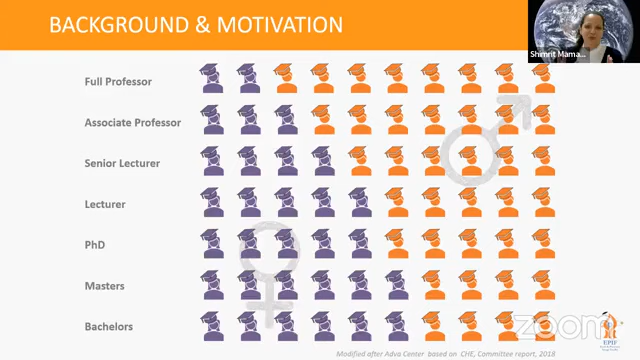 BACKGROUND & MOTIVATION
Shimrit Mama...
Full Professor
Associate Professor
Senior Lecturer
Lecturer
PhD
Masters
Bachelors
zoom
EPIF
Modified after Adva Center based on CHE, Committee report, 2018